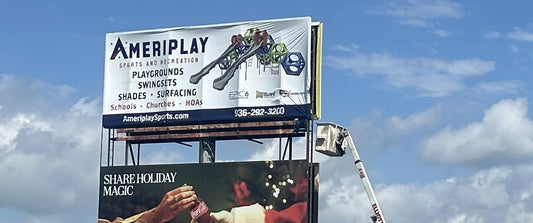 AMERIPLAY
SPORTS AND RECREATION
PLAYGROUNDS
SWINGSETS
SHADES • SURFACING
Schools • Churches • HOAs
AmeriplaySports.com
936-292-3200
SHARE HOLIDAY
MAGIC